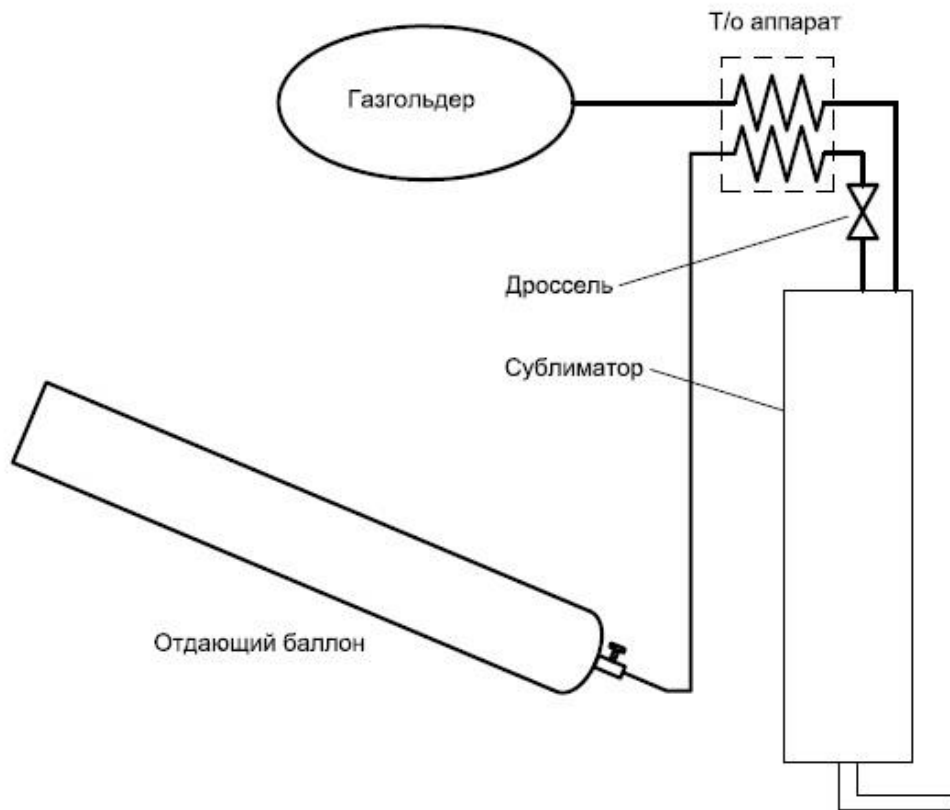 Т/о аппарат
Газгольдер
Дроссель
Сублиматор
Отдающий баллон